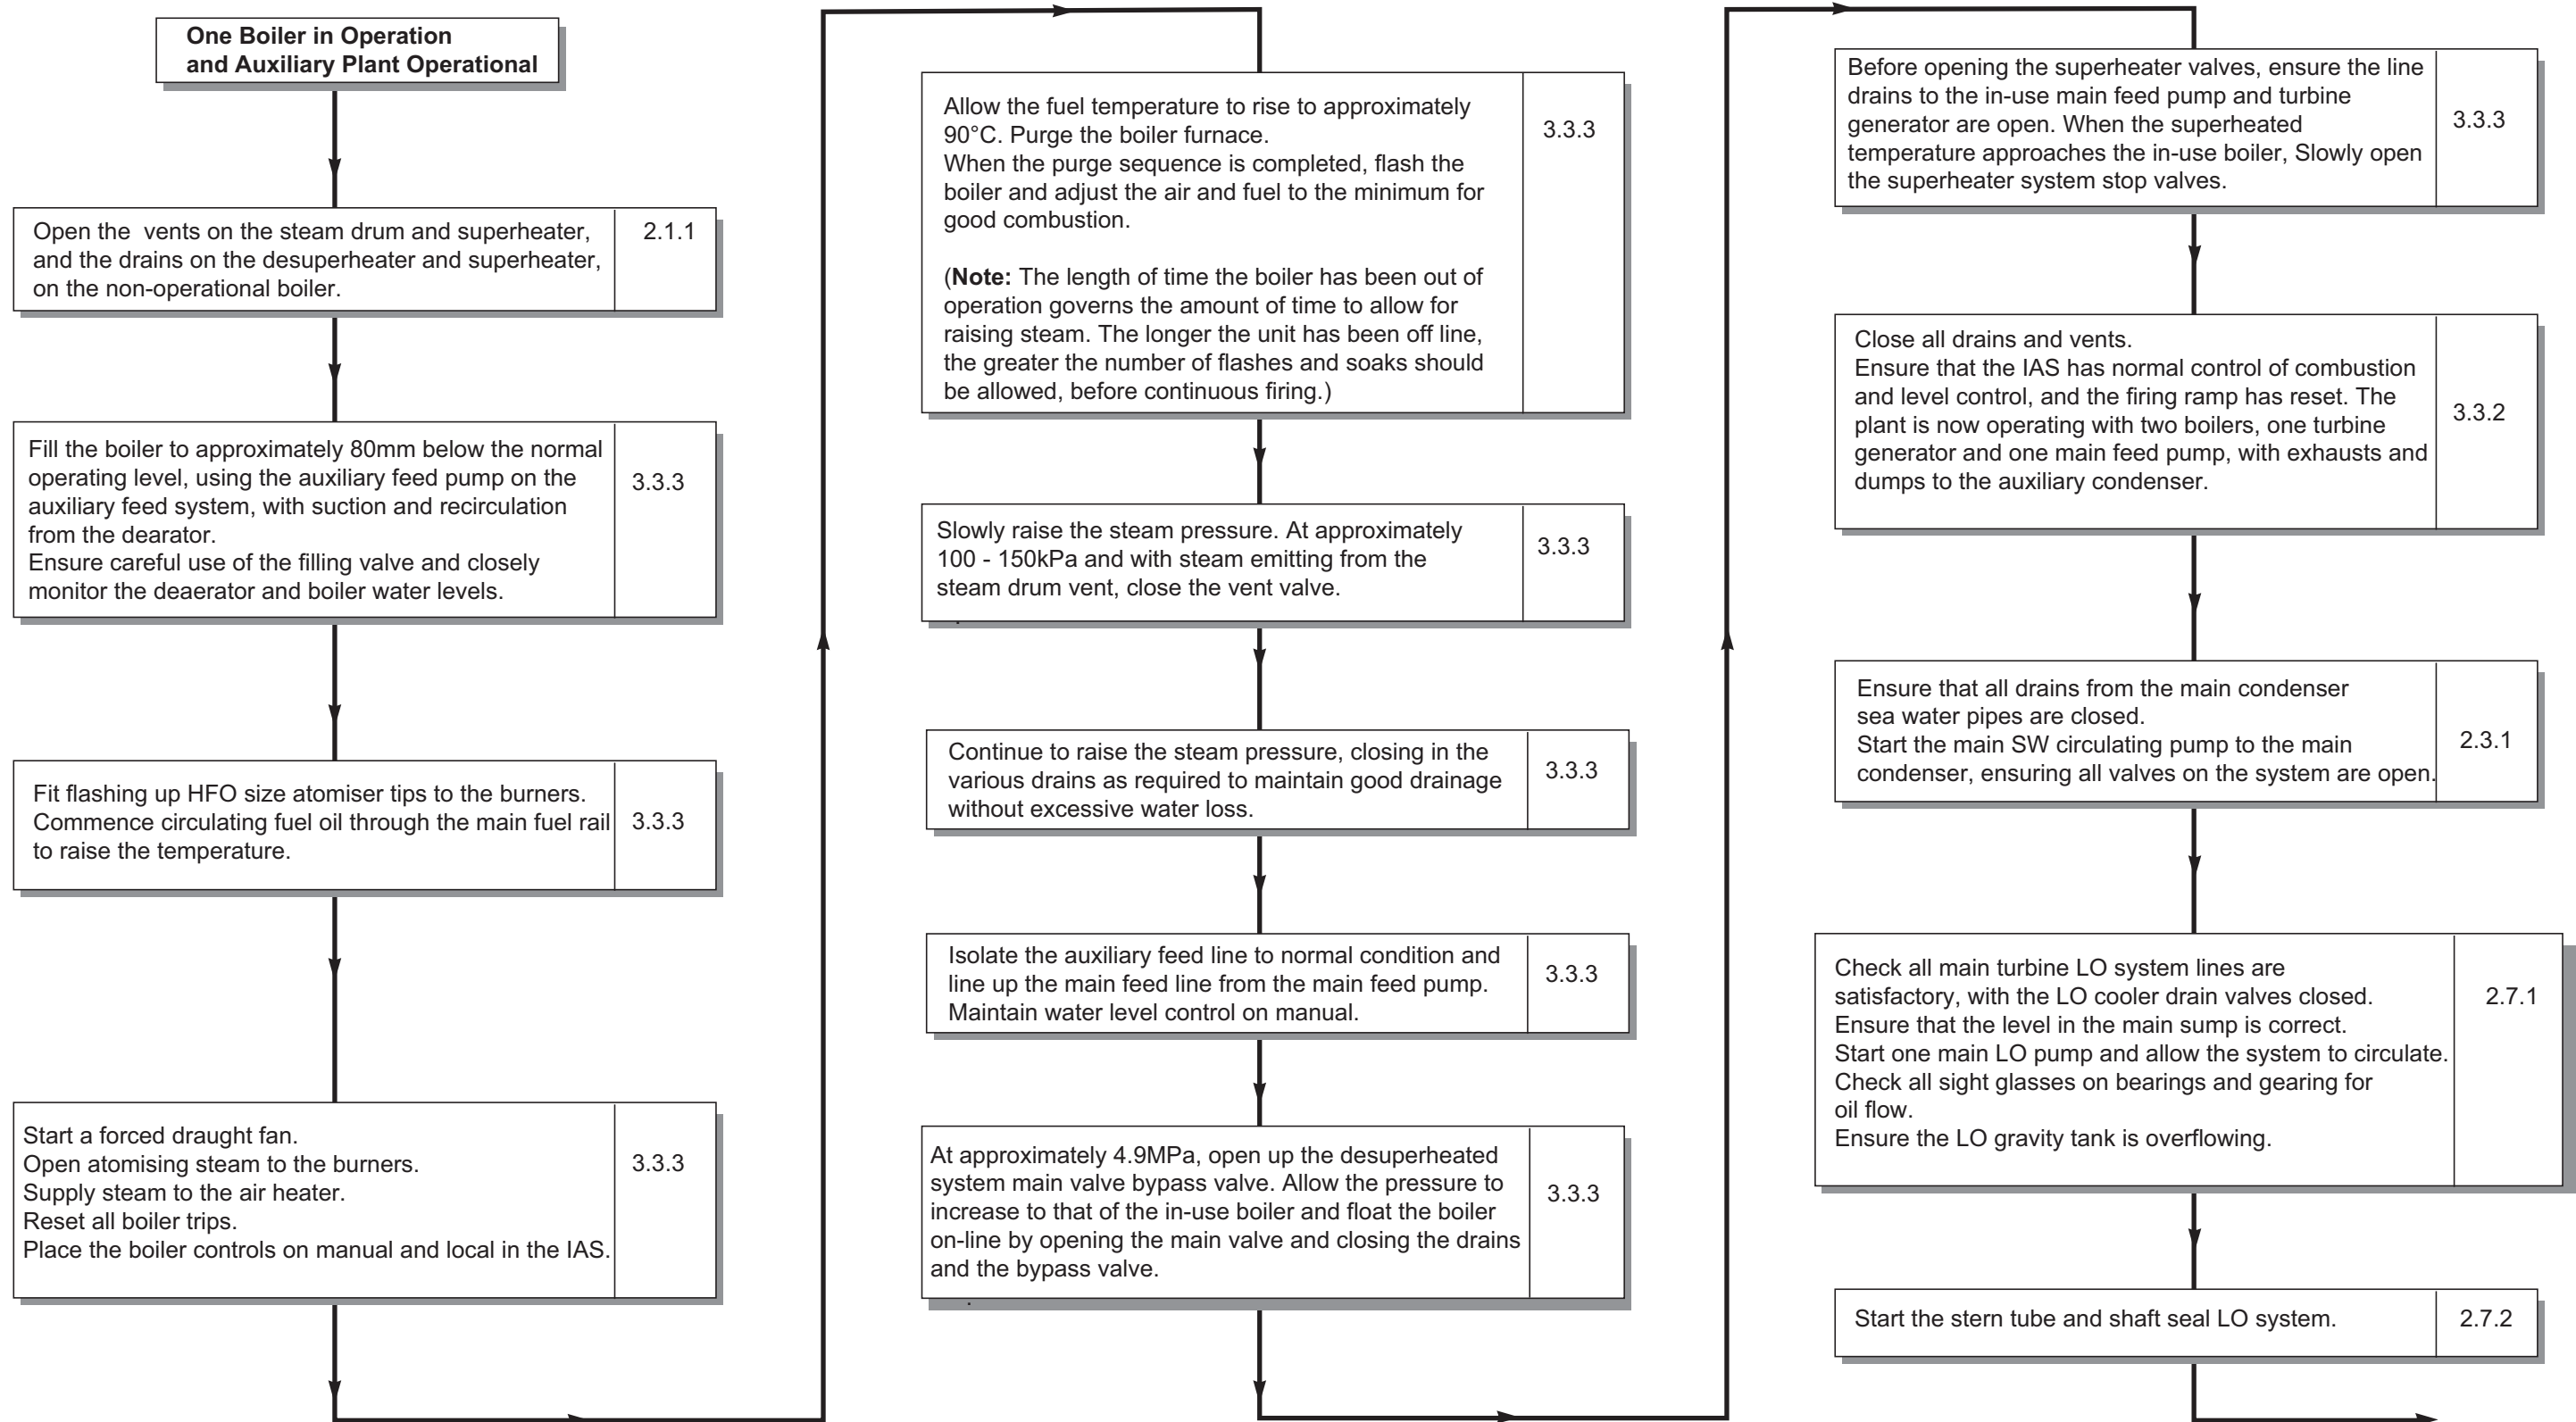 One Boiler in Operation
and Auxiliary Plant Operational
Open the vents on the steam drum and superheater,
and the drains on the desuperheater and superheater,
on the non-operational boiler.
2.1.1
Fill the boiler to approximately 80mm below the normal
operating level, using the auxiliary feed pump on the
auxiliary feed system, with suction and recirculation
from the dearator.
Ensure careful use of the filling valve and closely
monitor the deaerator and boiler water levels.
3.3.3
Fit flashing up HFO size atomiser tips to the burners.
Commence circulating fuel oil through the main fuel rail
to raise the temperature.
3.3.3
Start a forced draught fan.
Open atomising steam to the burners.
Supply steam to the air heater.
Reset all boiler trips.
Place the boiler controls on manual and local in the IAS.
3.3.3
Allow the fuel temperature to rise to approximately
90°C. Purge the boiler furnace.
When the purge sequence is completed, flash the
boiler and adjust the air and fuel to the minimum for
good combustion.
(Note: The length of time the boiler has been out of
operation governs the amount of time to allow for
raising steam. The longer the unit has been off line,
the greater the number of flashes and soaks should
be allowed, before continuous firing.)
3.3.3
Slowly raise the steam pressure. At approximately
100 - 150kPa and with steam emitting from the
steam drum vent, close the vent valve.
3.3.3
Continue to raise the steam pressure, closing in the
various drains as required to maintain good drainage
without excessive water loss.
3.3.3
Isolate the auxiliary feed line to normal condition and
line up the main feed line from the main feed pump.
Maintain water level control on manual.
3.3.3
At approximately 4.9MPa, open up the desuperheated
system main valve bypass valve. Allow the pressure to
increase to that of the in-use boiler and float the boiler
on-line by opening the main valve and closing the drains
and the bypass valve.
3.3.3
Before opening the superheater valves, ensure the line
drains to the in-use main feed pump and turbine
generator are open. When the superheated
temperature approaches the in-use boiler, Slowly open
the superheater system stop valves.
3.3.3
Close all drains and vents.
Ensure that the IAS has normal control of combustion
and level control, and the firing ramp has reset. The
plant is now operating with two boilers, one turbine
generator and one main feed pump, with exhausts and
dumps to the auxiliary condenser.
3.3.2
Ensure that all drains from the main condenser
sea water pipes are closed.
Start the main SW circulating pump to the main
condenser, ensuring all valves on the system are open.
2.3.1
Check all main turbine LO system lines are
satisfactory, with the LO cooler drain valves closed.
Ensure that the level in the main sump is correct.
Start one main LO pump and allow the system to circulate.
Check all sight glasses on bearings and gearing for
oil flow.
Ensure the LO gravity tank is overflowing.
2.7.1
Start the stern tube and shaft seal LO system.
2.7.2